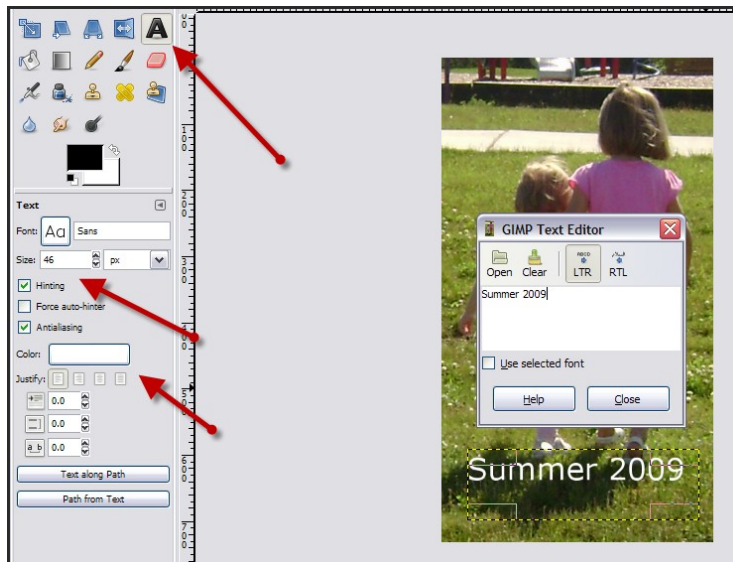 Text
Font: Aa Sans
Size: 46 px
Hinting
Force auto-hinter
Antialiasing
Color:
Justify:
0.0
0.0
a_b 0.0
Text along Path
Path from Text
GIMP Text Editor
Open Clear LTR RTL
Summer 2009
Use selected font
Help Close
Summer 2009